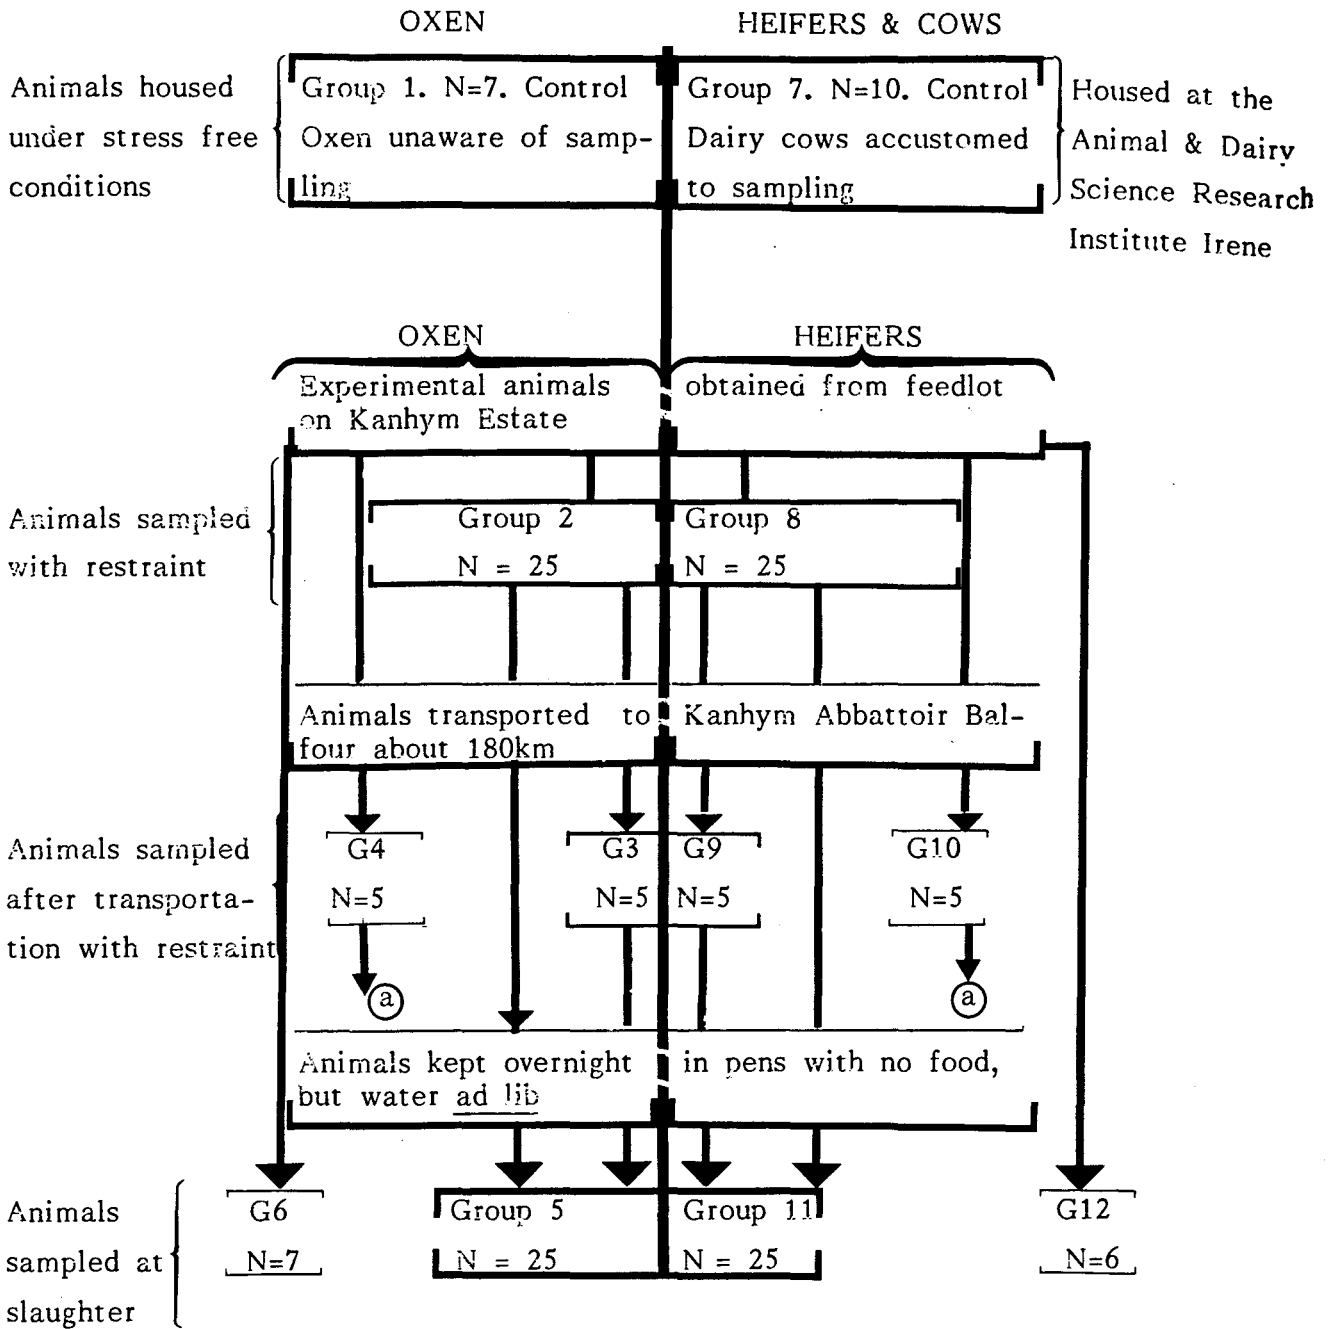 OXEN
HEIFERS & COWS
Animals housed
under stress free
conditions
Group 1. N=7. Control
Oxen unaware of samp-
ling
Group 7. N=10. Control
Dairy cows accustomed
to sampling
Housed at the
Animal & Dairy
Science Research
Institute Irene
OXEN
HEIFERS
Experimental animals
on Kanhym Estate
obtained from feedlot
Animals sampled
with restraint
Group 2
N = 25
Group 8
N = 25
Animals transported to Kanhym Abbattoir Bal-
four about 180km
Animals sampled
after transporta-
tion with restraint
G4
N=5
G3
N=5
G9
N=5
G10
N=5
a
a
Animals kept overnight in pens with no food,
but water ad lib
Animals
sampled at
slaughter
G6
N=7
Group 5
N = 25
Group 11
N = 25
G12
N=6